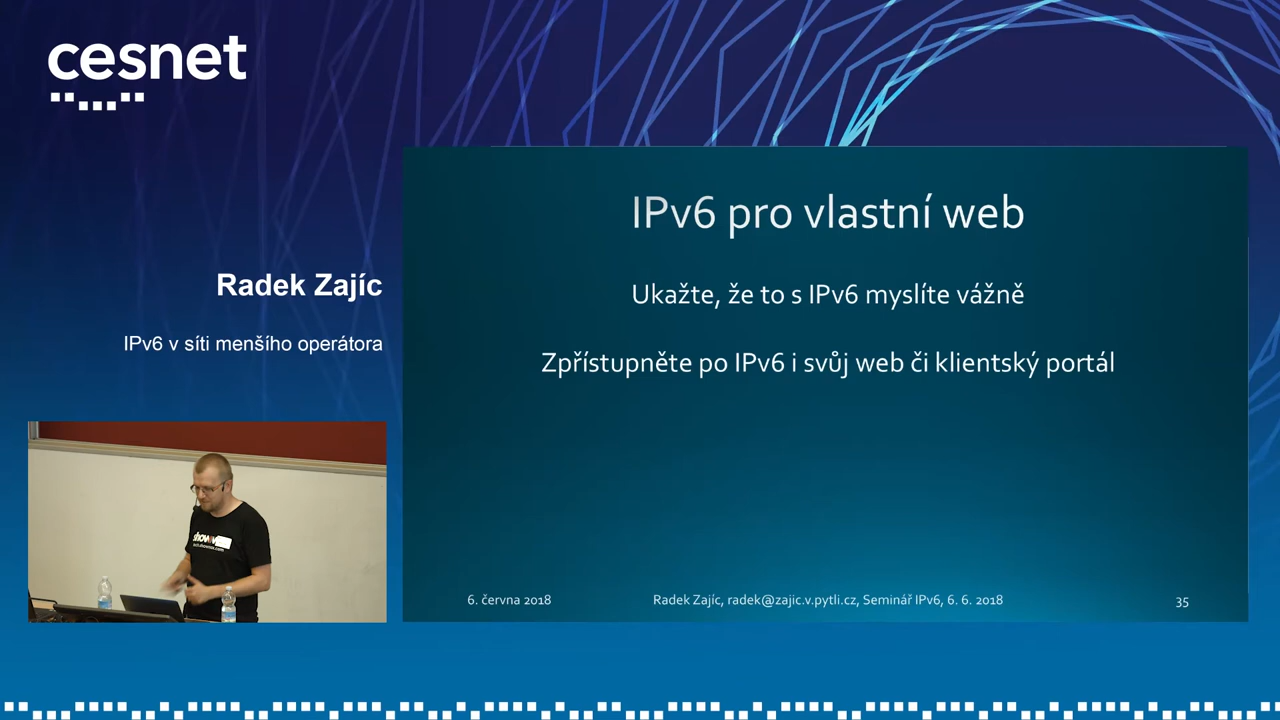 cesnet
Radek Zajíc
IPv6 v síti menšího operátora
IPv6 pro vlastní web
Ukažte, že to s IPv6 myslíte vážně
Zpřístupněte po IPv6 i svůj web či klientský portál
6. června 2018
Radek Zajíc, radek@zajic.v.pytli.cz, Seminář IPv6, 6. 6. 2018
35